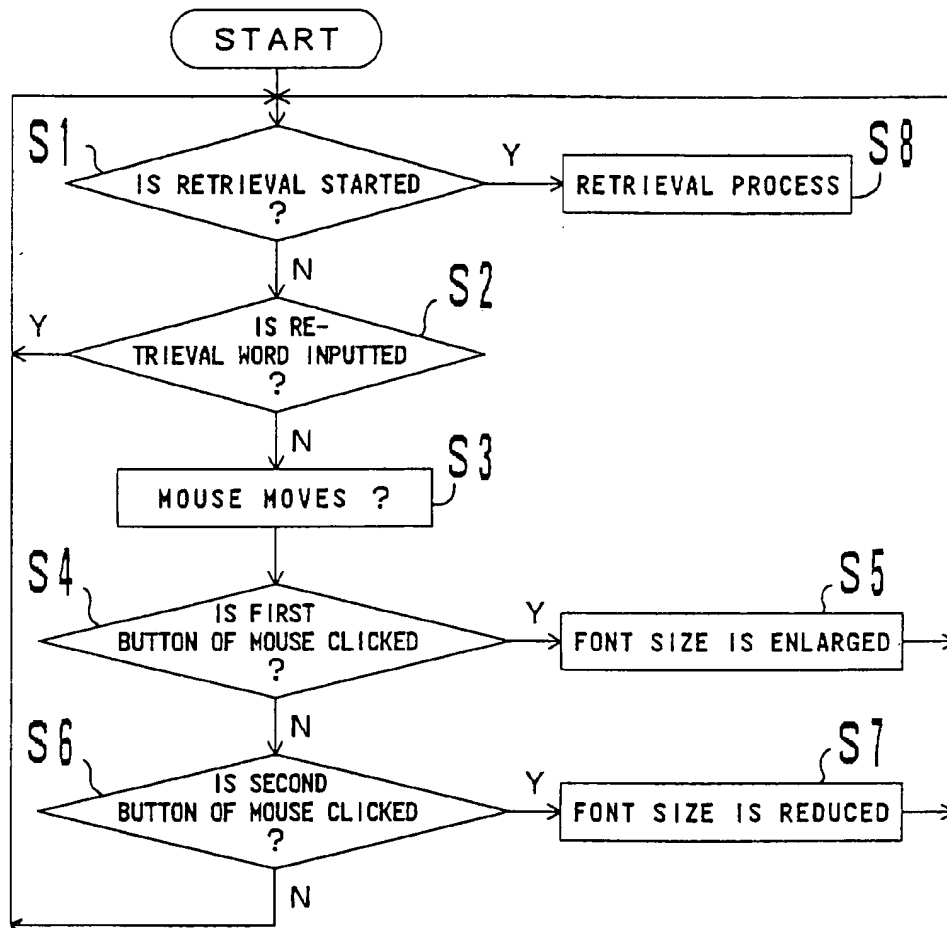 START
S1
IS RETRIEVAL STARTED
?
Y
RETRIEVAL PROCESS
S8
N
S2
Y
IS RE-
TRIEVAL WORD INPUTTED
?
N
S3
MOUSE MOVES ?
S4
IS FIRST
BUTTON OF MOUSE CLICKED
?
Y
S5
FONT SIZE IS ENLARGED
N
S6
IS SECOND
BUTTON OF MOUSE CLICKED
?
Y
S7
FONT SIZE IS REDUCED
N